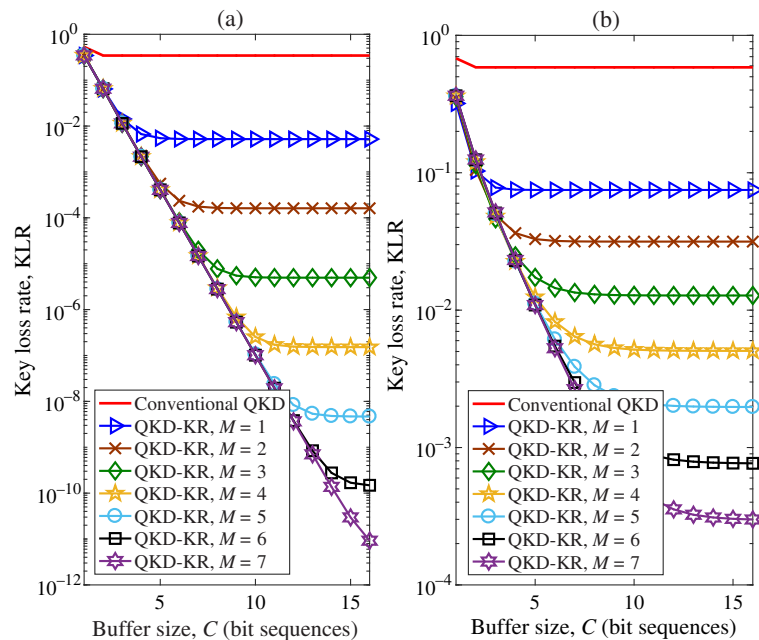 (a)
Key loss rate, KLR
10^0
10^-2
10^-4
10^-6
10^-8
10^-10
10^-12
5
10
15
Buffer size, C (bit sequences)
Conventional QKD
QKD-KR, M = 1
QKD-KR, M = 2
QKD-KR, M = 3
QKD-KR, M = 4
QKD-KR, M = 5
QKD-KR, M = 6
QKD-KR, M = 7
(b)
Key loss rate, KLR
10^0
10^-1
10^-2
10^-3
10^-4
5
10
15
Buffer size, C (bit sequences)
Conventional QKD
QKD-KR, M = 1
QKD-KR, M = 2
QKD-KR, M = 3
QKD-KR, M = 4
QKD-KR, M = 5
QKD-KR, M = 6
QKD-KR, M = 7